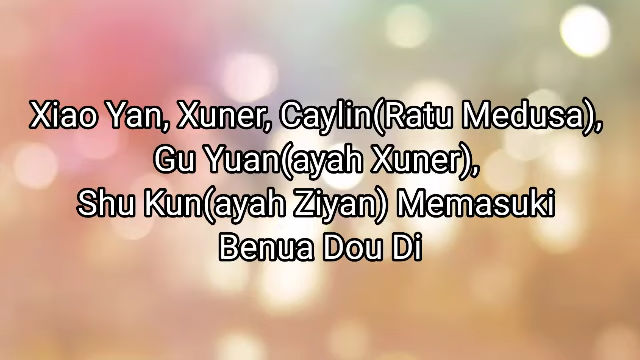 Xiao Yan, Xuner, Caylin(Ratu Medusa),
Gu Yuan(ayah Xuner),
Shu Kun(ayah Ziyan) Memasuki
Benua Dou Di